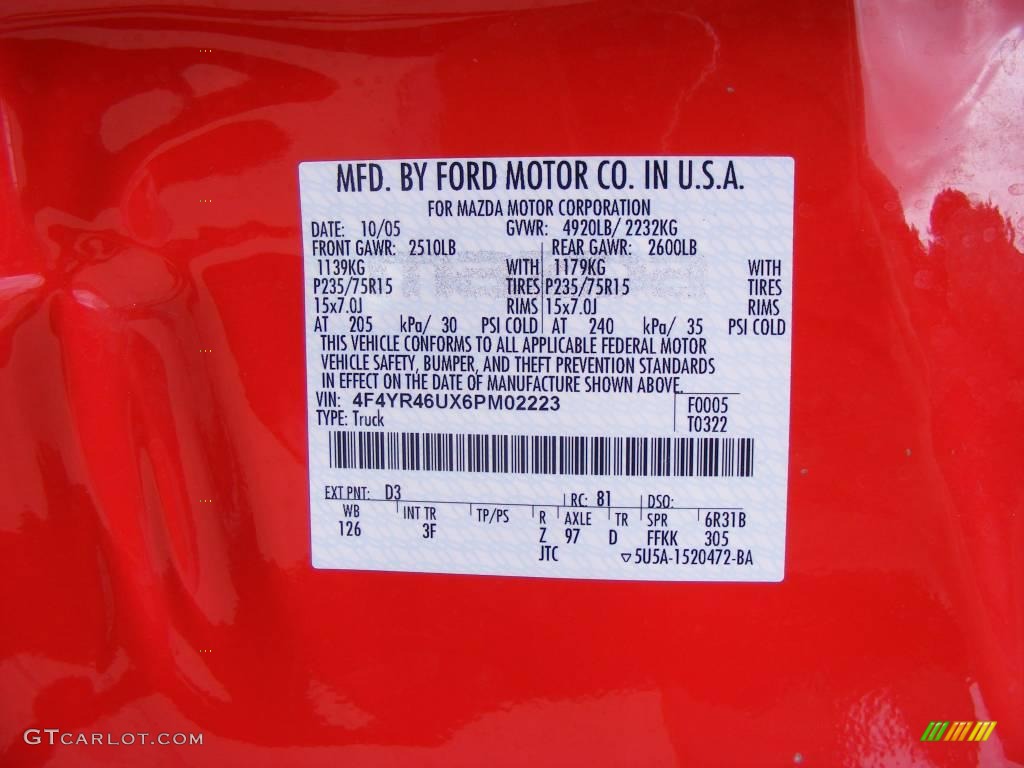 MFD. BY FORD MOTOR CO. IN U.S.A.
FOR MAZDA MOTOR CORPORATION
DATE: 10/05 GVWR: 4920LB/ 2232KG
FRONT GAWR: 2510LB REAR GAWR: 2600LB
1139KG WITH 1179KG WITH
P235/75R15 TIRES P235/75R15 TIRES
15x7.0J RIMS 15x7.0J RIMS
AT 205 kPa/ 30 PSI COLD AT 240 kPa/ 35 PSI COLD
THIS VEHICLE CONFORMS TO ALL APPLICABLE FEDERAL MOTOR
VEHICLE SAFETY, BUMPER, AND THEFT PREVENTION STANDARDS
IN EFFECT ON THE DATE OF MANUFACTURE SHOWN ABOVE.
VIN: 4F4YR46UX6PM02223 F0005
TYPE: Truck T0322
EXT PNT: D3 RC: 81 DSO:
WB INT TR TP/PS R AXLE TR SPR 6R31B
126 3F Z 97 D FFKK 305
JTC ▽5U5A-1520472-BA
GTCARLOT.COM